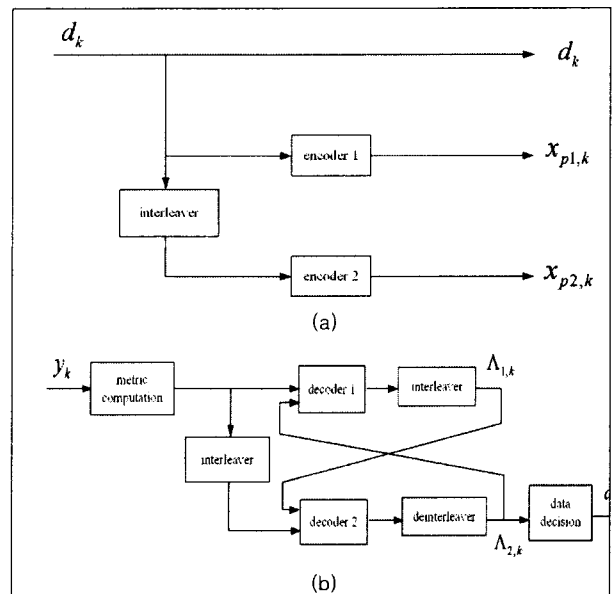 d_k
d_k
encoder 1
x_{p1,k}
interleaver
encoder 2
x_{p2,k}
(a)
y_k
metric computation
decoder 1
interleaver
Λ_{1,k}
interleaver
decoder 2
deinterleaver
Λ_{2,k}
data decision
(b)